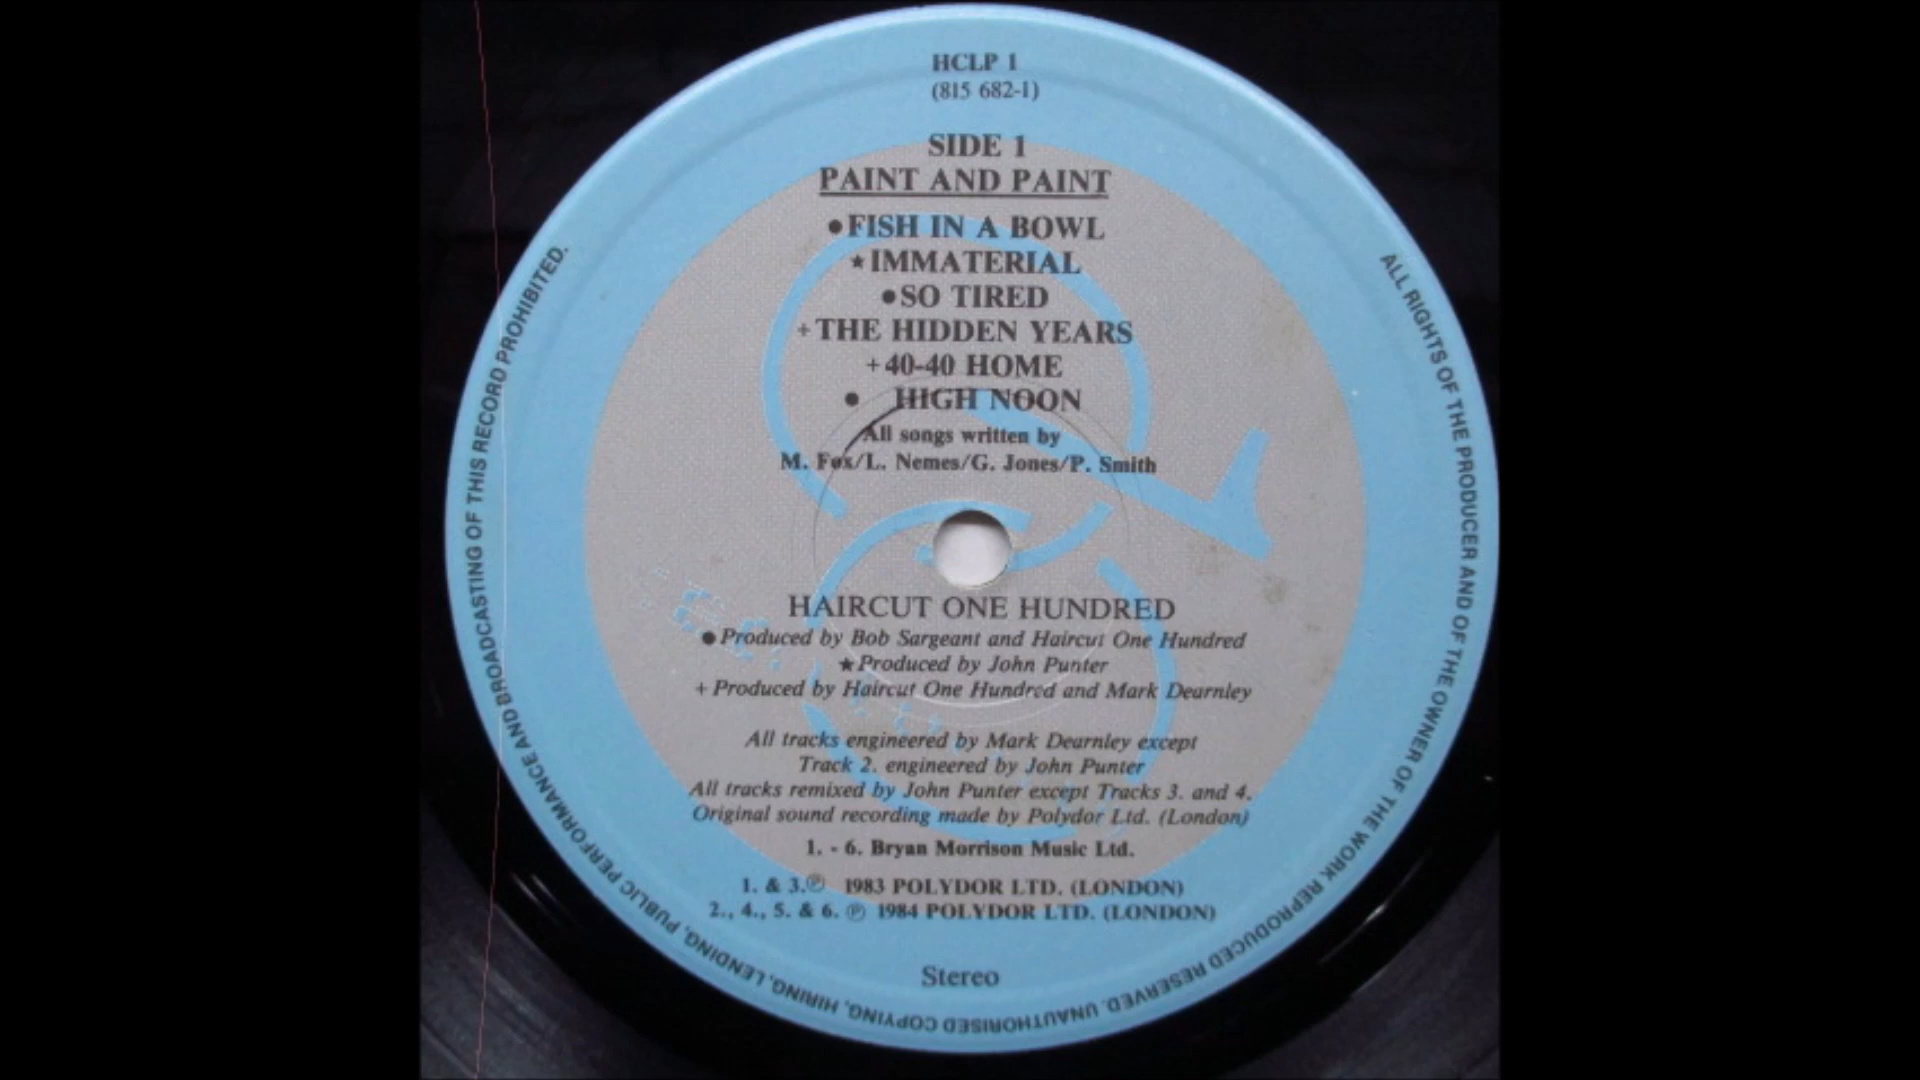 HCLP 1
(815 682-1)
SIDE 1
PAINT AND PAINT
●FISH IN A BOWL
★IMMATERIAL
●SO TIRED
+THE HIDDEN YEARS
+40-40 HOME
● HIGH NOON
All songs written by
M. Fox/L. Nemes/G. Jones/P. Smith
HAIRCUT ONE HUNDRED
●Produced by Bob Sargeant and Haircut One Hundred
★Produced by John Punter
+Produced by Haircut One Hundred and Mark Dearnley
All tracks engineered by Mark Dearnley except
Track 2. engineered by John Punter
All tracks remixed by John Punter except Tracks 3. and 4.
Original sound recording made by Polydor Ltd. (London)
1. - 6. Bryan Morrison Music Ltd.
1. & 3.Ⓟ 1983 POLYDOR LTD. (LONDON)
2., 4., 5. & 6. Ⓟ 1984 POLYDOR LTD. (LONDON)
Stereo
ALL RIGHTS OF THE PRODUCER AND OF THE OWNER OF THE WORK REPRODUCED RESERVED. UNAUTHORISED COPYING, HIRING, LENDING, PUBLIC PERFORMANCE AND BROADCASTING OF THIS RECORD PROHIBITED.